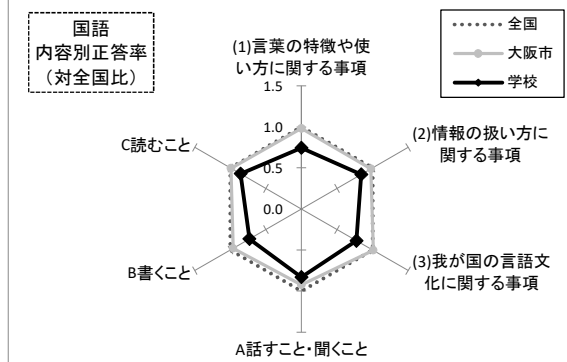 国語
内容別正答率
（対全国比）
全国
大阪市
学校
(1)言葉の特徴や使
い方に関する事項
(2)情報の扱い方に
関する事項
(3)我が国の言語文
化に関する事項
A話すこと・聞くこと
B書くこと
C読むこと
1.5
1.0
0.5
0.0